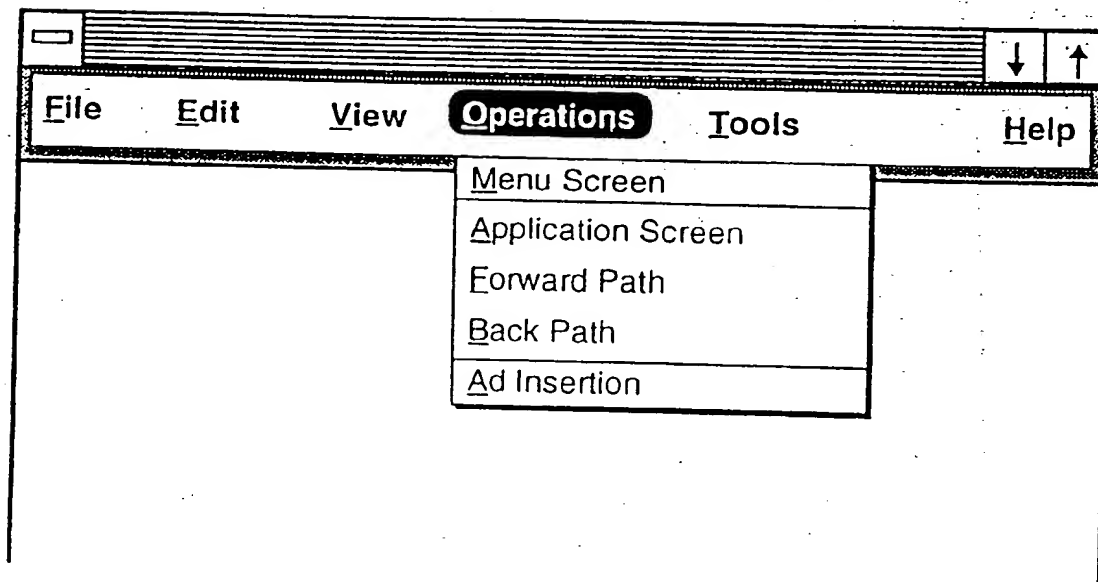 File Edit View Operations Tools Help
Menu Screen
Application Screen
Forward Path
Back Path
Ad Insertion